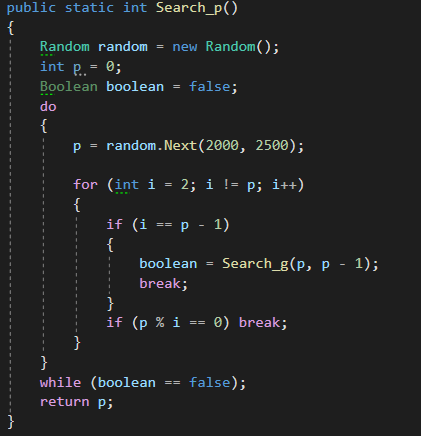 public static int Search_p()
{
Random random = new Random();
int p = 0;
Boolean boolean = false;
do
{
p = random.Next(2000, 2500);
for (int i = 2; i != p; i++)
{
if (i == p - 1)
{
boolean = Search_g(p, p - 1);
break;
}
if (p % i == 0) break;
}
}
while (boolean == false);
return p;
}